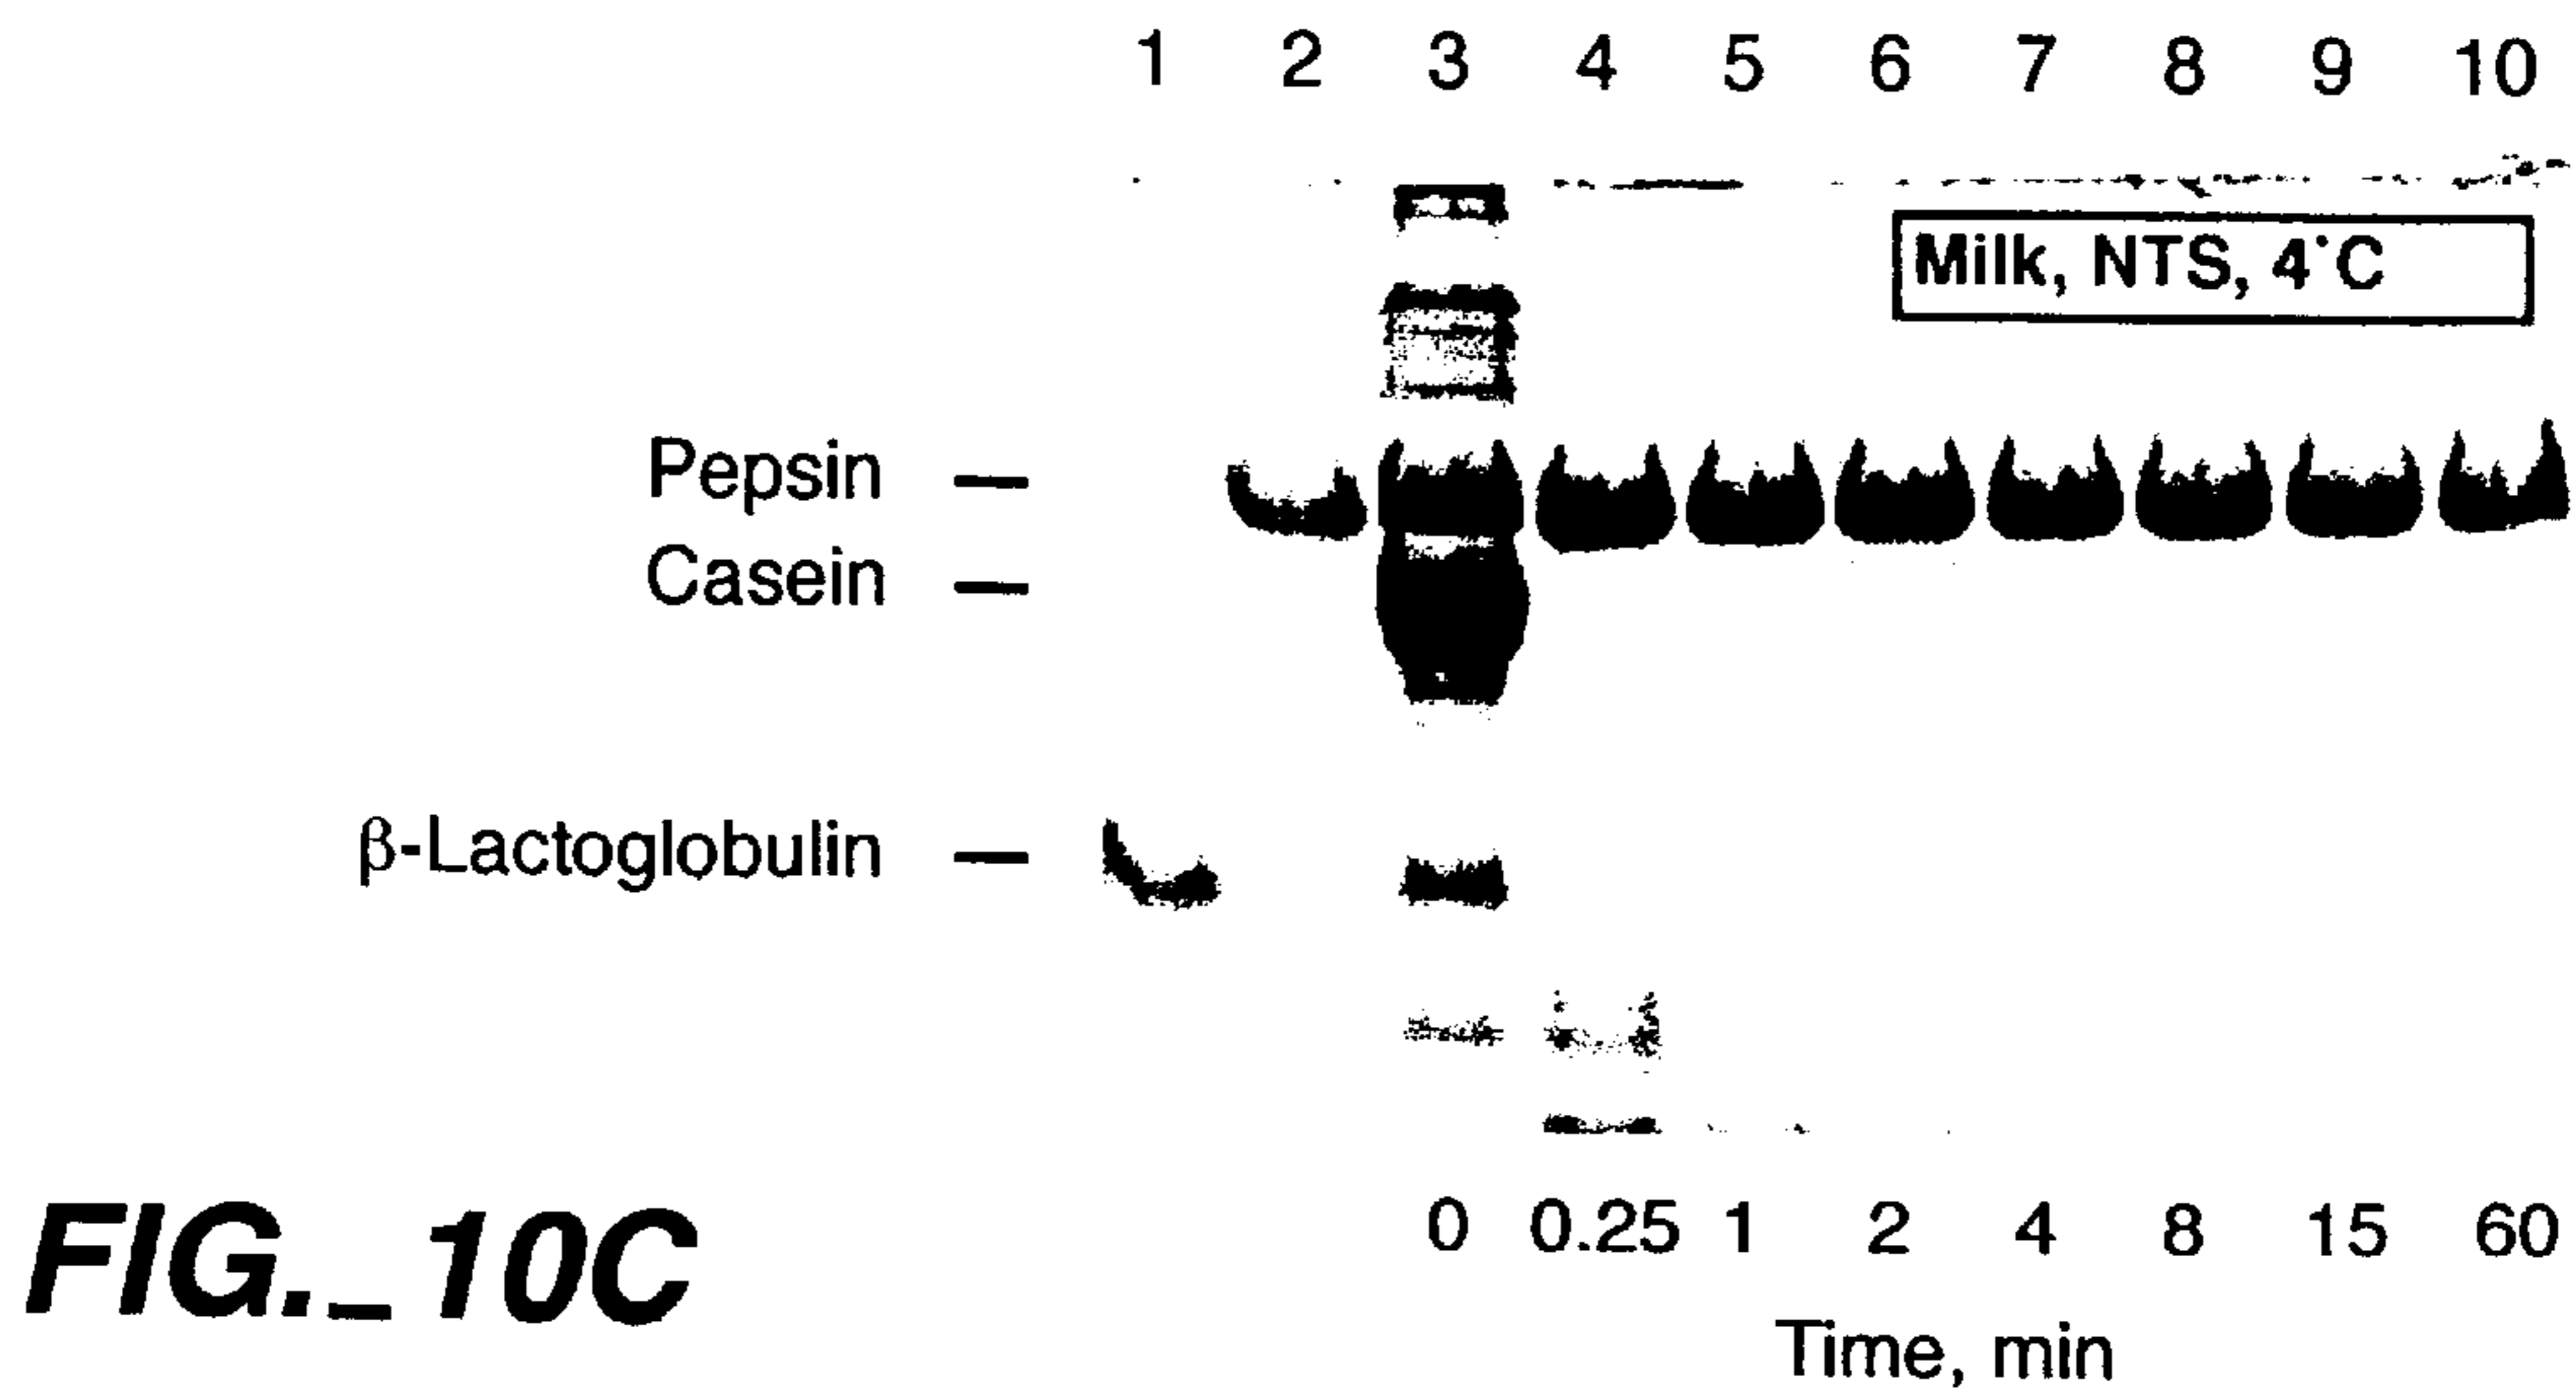 1 2 3 4 5 6 7 8 9 10
Milk, NTS, 4°C
Pepsin
Casein
β-Lactoglobulin
0 0.25 1 2 4 8 15 60
Time, min
FIG._10C